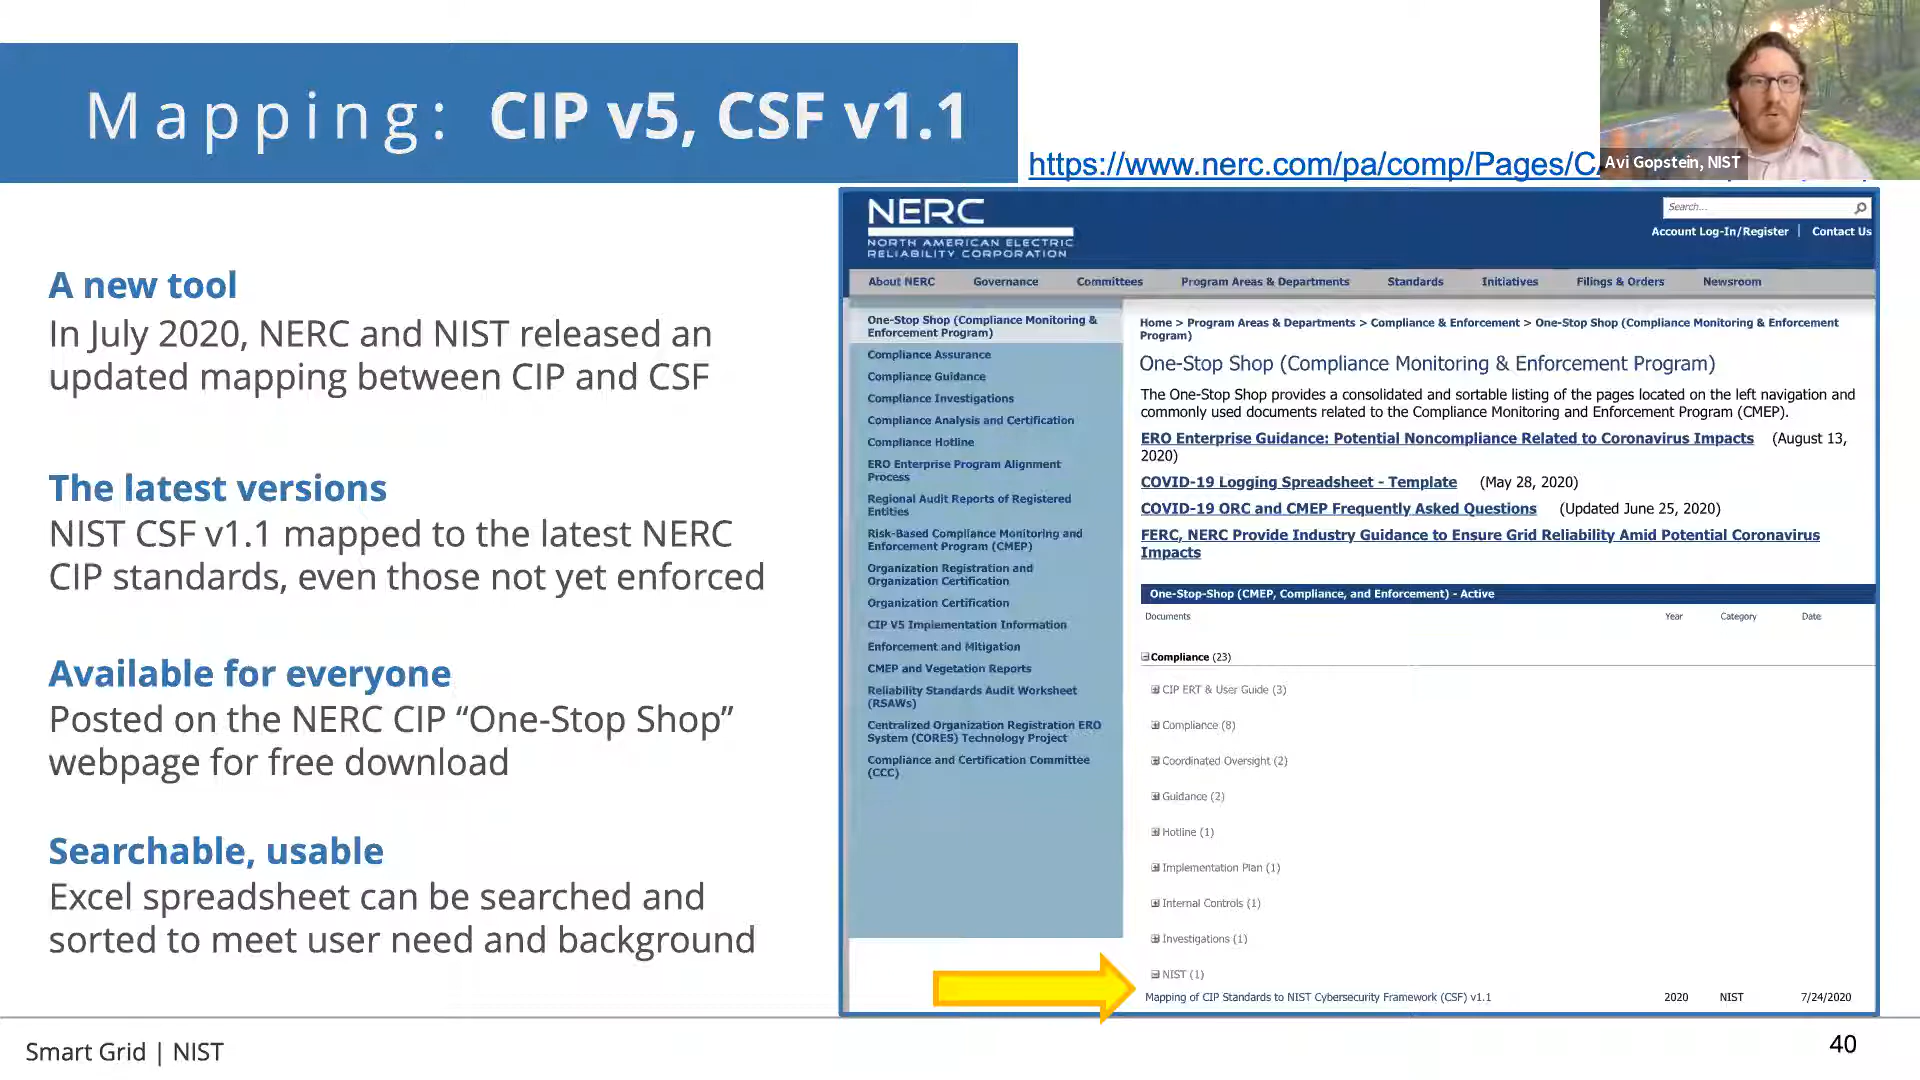 Mapping: CIP v5, CSF v1.1
https://www.nerc.com/pa/comp/Pages/C
Avi Gopstein, NIST
A new tool
In July 2020, NERC and NIST released an
updated mapping between CIP and CSF
The latest versions
NIST CSF v1.1 mapped to the latest NERC
CIP standards, even those not yet enforced
Available for everyone
Posted on the NERC CIP “One-Stop Shop”
webpage for free download
Searchable, usable
Excel spreadsheet can be searched and
sorted to meet user need and background
NERC
NORTH AMERICAN ELECTRIC
RELIABILITY CORPORATION
Search...
Account Log-In/Register | Contact Us
About NERC Governance Committees Program Areas & Departments Standards Initiatives Filings & Orders Newsroom
One-Stop Shop (Compliance Monitoring &
Enforcement Program)
Compliance Assurance
Compliance Guidance
Compliance Investigations
Compliance Analysis and Certification
Compliance Hotline
ERO Enterprise Program Alignment
Process
Regional Audit Reports of Registered
Entities
Risk-Based Compliance Monitoring and
Enforcement Program (CMEP)
Organization Registration and
Organization Certification
Organization Certification
CIP V5 Implementation Information
Enforcement and Mitigation
CMEP and Vegetation Reports
Reliability Standards Audit Worksheet
(RSAWs)
Centralized Organization Registration ERO
System (CORES) Technology Project
Compliance and Certification Committee
(CCC)
Home > Program Areas & Departments > Compliance & Enforcement > One-Stop Shop (Compliance Monitoring & Enforcement
Program)
One-Stop Shop (Compliance Monitoring & Enforcement Program)
The One-Stop Shop provides a consolidated and sortable listing of the pages located on the left navigation and
commonly used documents related to the Compliance Monitoring and Enforcement Program (CMEP).
ERO Enterprise Guidance: Potential Noncompliance Related to Coronavirus Impacts (August 13,
2020)
COVID-19 Logging Spreadsheet - Template (May 28, 2020)
COVID-19 ORC and CMEP Frequently Asked Questions (Updated June 25, 2020)
FERC, NERC Provide Industry Guidance to Ensure Grid Reliability Amid Potential Coronavirus
Impacts
One-Stop-Shop (CMEP, Compliance, and Enforcement) - Active
Documents Year Category Date
Compliance (23)
CIP ERT & User Guide (3)
Compliance (8)
Coordinated Oversight (2)
Guidance (2)
Hotline (1)
Implementation Plan (1)
Internal Controls (1)
Investigations (1)
NIST (1)
Mapping of CIP Standards to NIST Cybersecurity Framework (CSF) v1.1 2020 NIST 7/24/2020
Smart Grid | NIST
40